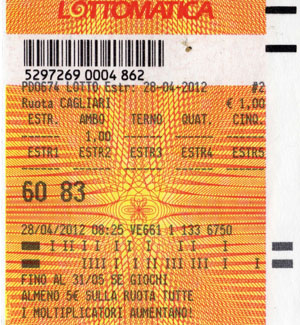 LOTTOMATICA
5297269 0004 862
PD0674 LOTTO Estr: 28-04-2012 #2
Ruota CAGLIARI € 1,00
ESTR. AMBO TERNO QUAT. CINQ.
1.00
ESTR1 ESTR2 ESTR3 ESTR4 ESTR5
60 83
28/04/2012 08:25 VE661 1 133 6750
FINO AL 31/05 SE GIOCHI
ALMENO 5€ SULLA RUOTA TUTTE
I MOLTIPLICATORI AUMENTANO!